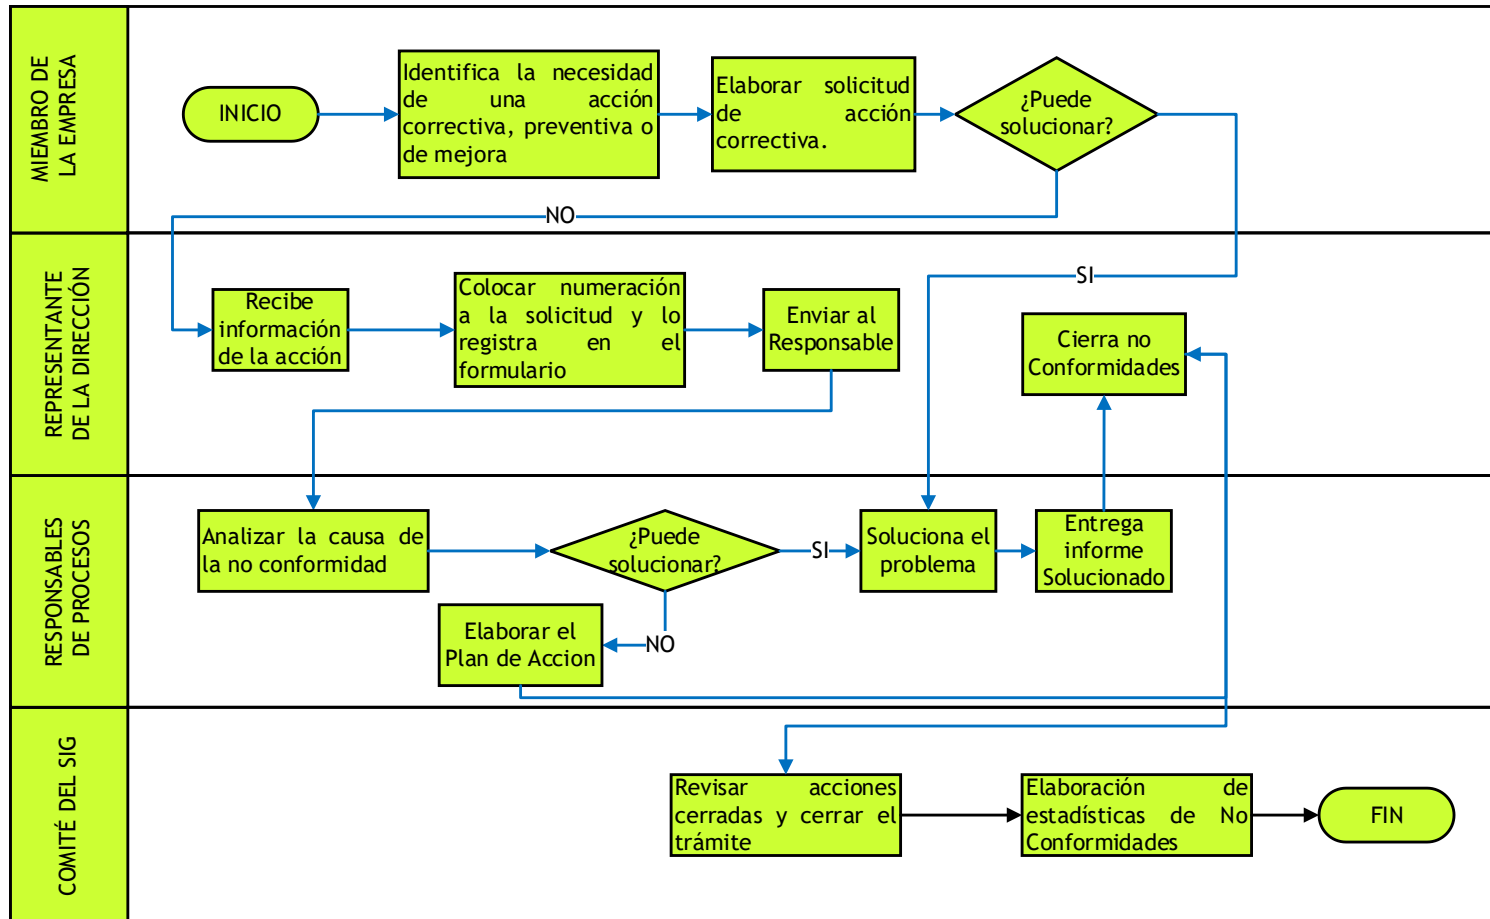 MIEMBRO DE
LA EMPRESA
INICIO
Identifica la necesidad
de una acción
correctiva, preventiva o
de mejora
Elaborar solicitud
de acción
correctiva.
¿Puede
solucionar?
NO
REPRESENTANTE
DE LA DIRECCIÓN
SI
Recibe
información
de la acción
Colocar numeración
a la solicitud y lo
registra en el
formulario
Enviar al
Responsable
Cierra no
Conformidades
RESPONSABLES
DE PROCESOS
Analizar la causa de
la no conformidad
¿Puede
solucionar?
SI
Soluciona el
problema
Entrega
informe
Solucionado
Elaborar el
Plan de Accion
NO
COMITÉ DEL SIG
Revisar acciones
cerradas y cerrar el
trámite
Elaboración de
estadísticas de No
Conformidades
FIN